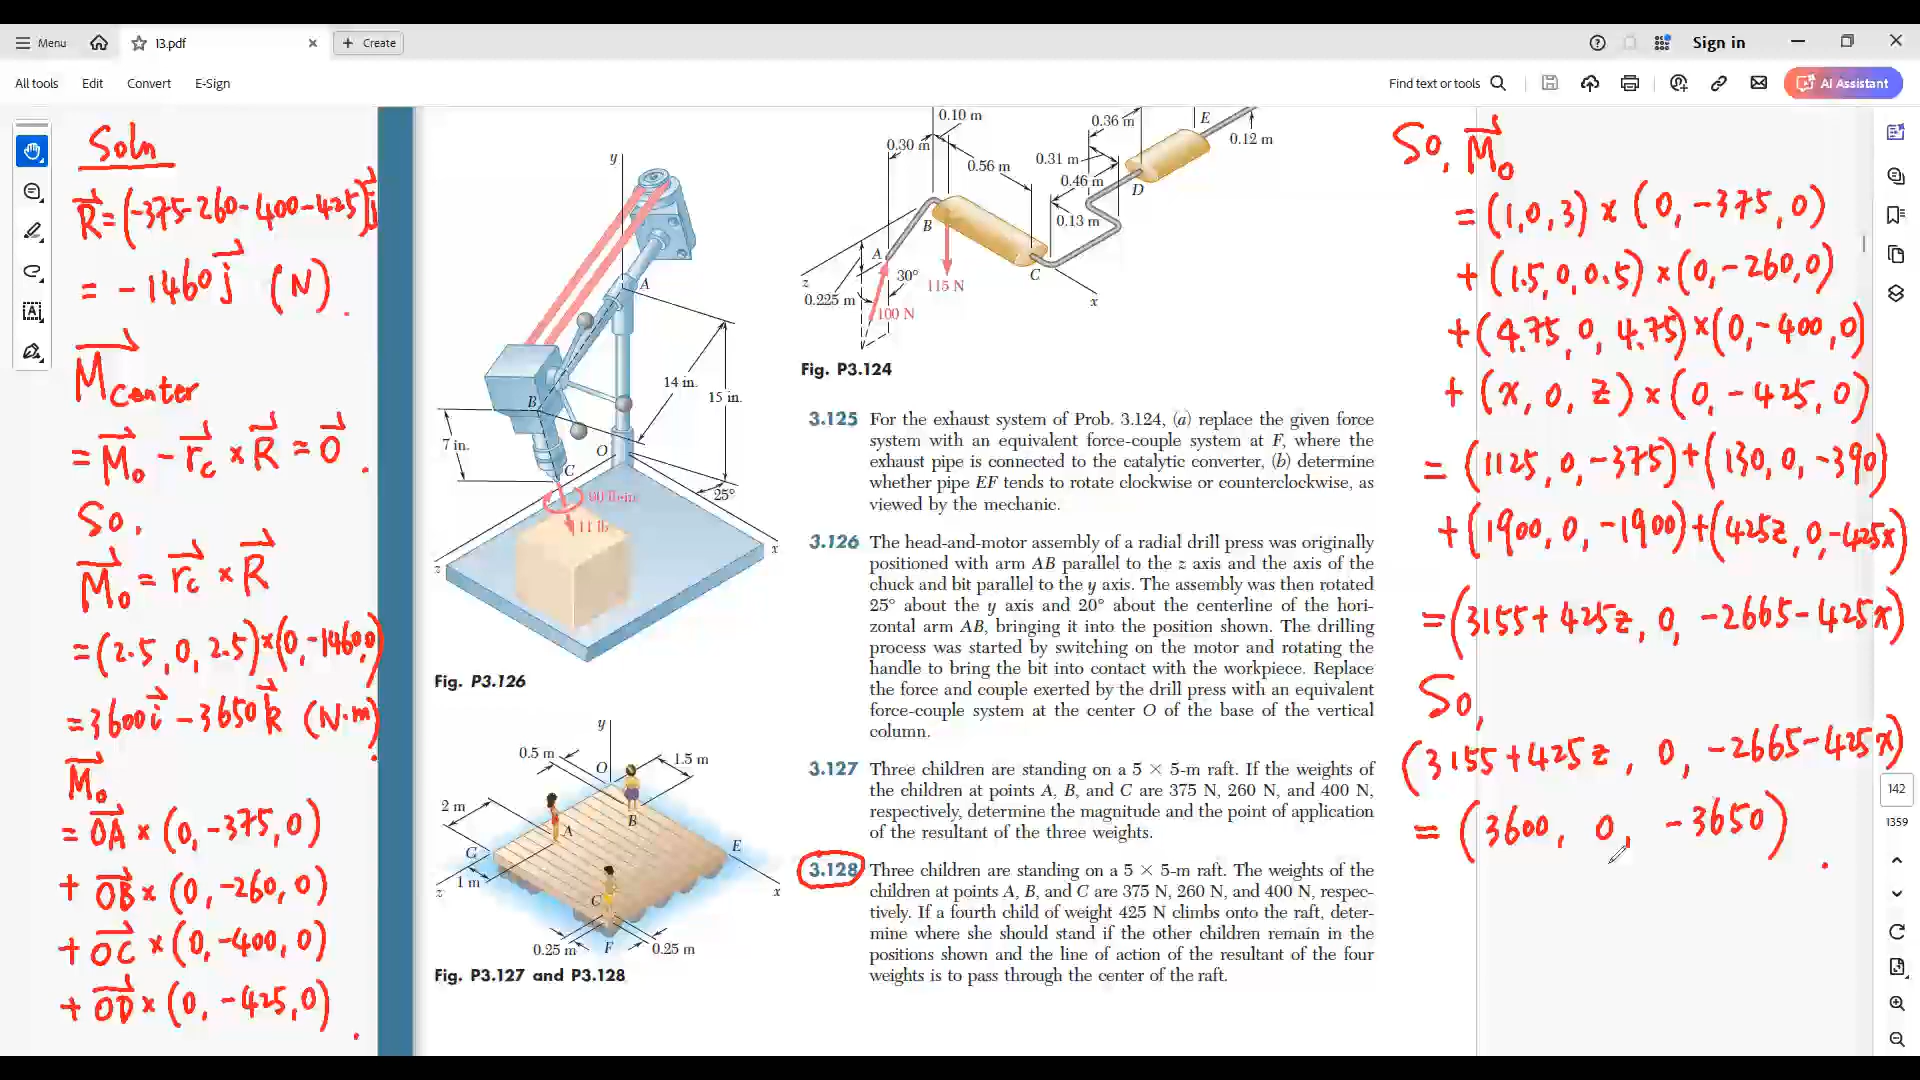 Menu
13.pdf
+ Create
Sign in
All tools
Edit
Convert
E-Sign
Find text or tools
AI Assistant
Soln
R = (-375-260-400-425)j
= -1460 j (N).
M center
= M₀ - r_c × R = 0.
So,
M₀ = r_c × R
= (2.5, 0, 2.5)×(0, -1460, 0)
= 3600 i - 3650 k (N·m).
M₀
= OA × (0, -375, 0)
+ OB × (0, -260, 0)
+ OC × (0, -400, 0)
+ OD × (0, -425, 0).
y
A
B
C
O
14 in.
15 in.
7 in.
25°
90 lb·in.
11 lb
x
z
Fig. P3.126
0.10 m
0.30 m
0.56 m
0.36 m
0.31 m
0.46 m
0.13 m
0.12 m
E
D
B
A
C
30°
115 N
0.225 m
100 N
x
z
Fig. P3.124
3.125 For the exhaust system of Prob. 3.124, (a) replace the given force
system with an equivalent force-couple system at F, where the
exhaust pipe is connected to the catalytic converter, (b) determine
whether pipe EF tends to rotate clockwise or counterclockwise, as
viewed by the mechanic.
3.126 The head-and-motor assembly of a radial drill press was originally
positioned with arm AB parallel to the z axis and the axis of the
chuck and bit parallel to the y axis. The assembly was then rotated
25° about the y axis and 20° about the centerline of the hori-
zontal arm AB, bringing it into the position shown. The drilling
process was started by switching on the motor and rotating the
handle to bring the bit into contact with the workpiece. Replace
the force and couple exerted by the drill press with an equivalent
force-couple system at the center O of the base of the vertical
column.
y
0.5 m
O
1.5 m
2 m
A
B
G
E
1 m
z
x
C
0.25 m
F
0.25 m
Fig. P3.127 and P3.128
3.127 Three children are standing on a 5 × 5-m raft. If the weights of
the children at points A, B, and C are 375 N, 260 N, and 400 N,
respectively, determine the magnitude and the point of application
of the resultant of the three weights.
3.128 Three children are standing on a 5 × 5-m raft. The weights of the
children at points A, B, and C are 375 N, 260 N, and 400 N, respec-
tively. If a fourth child of weight 425 N climbs onto the raft, deter-
mine where she should stand if the other children remain in the
positions shown and the line of action of the resultant of the four
weights is to pass through the center of the raft.
So, M₀
= (1, 0, 3) × (0, -375, 0)
+ (1.5, 0, 0.5) × (0, -260, 0)
+ (4.75, 0, 4.75) × (0, -400, 0)
+ (x, 0, z) × (0, -425, 0)
= (1125, 0, -375) + (130, 0, -390)
+ (1900, 0, -1900) + (425z, 0, -425x)
= (3155+425z, 0, -2665-425x)
So,
(3155+425z, 0, -2665-425x)
= (3600, 0, -3650).
142
1359